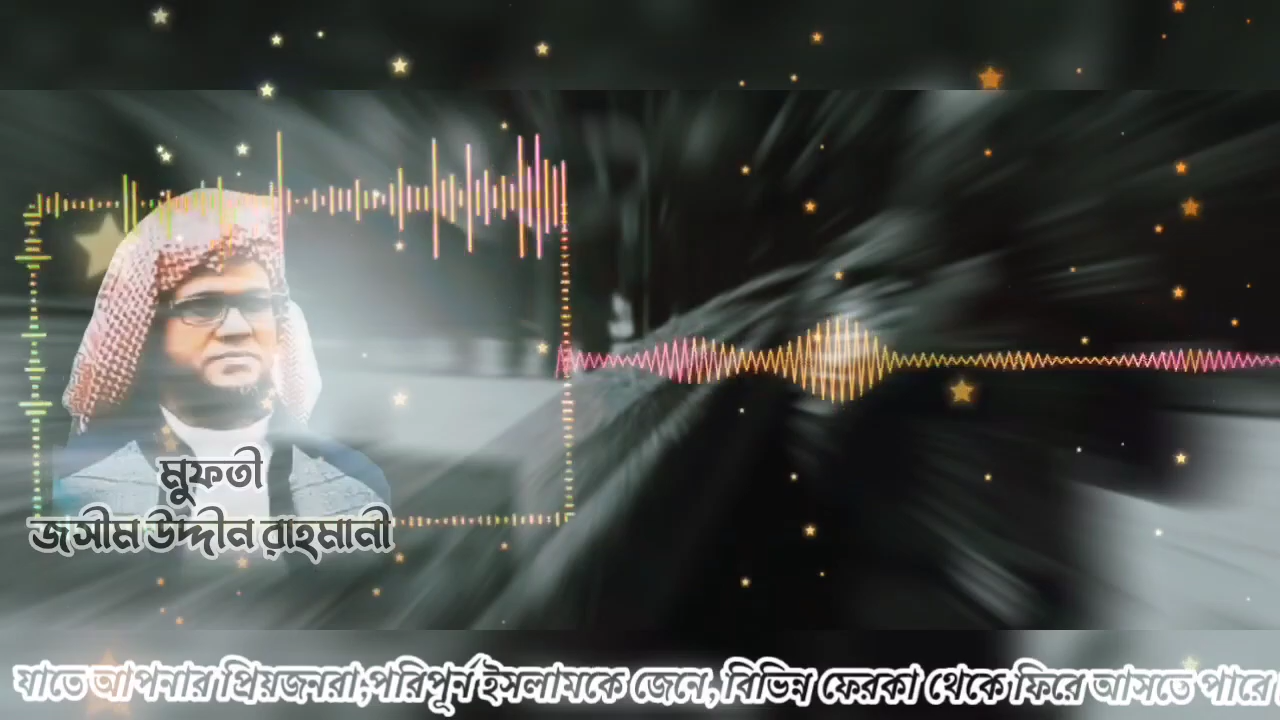 মুফতী
জসীম উদ্দীন রাহমানী
যাতে আপনার প্রিয়জনরা,পরিপূর্ন ইসলামকে জেনে, বিভিন্ন ফেরকা থেকে ফিরে আসতে পারে